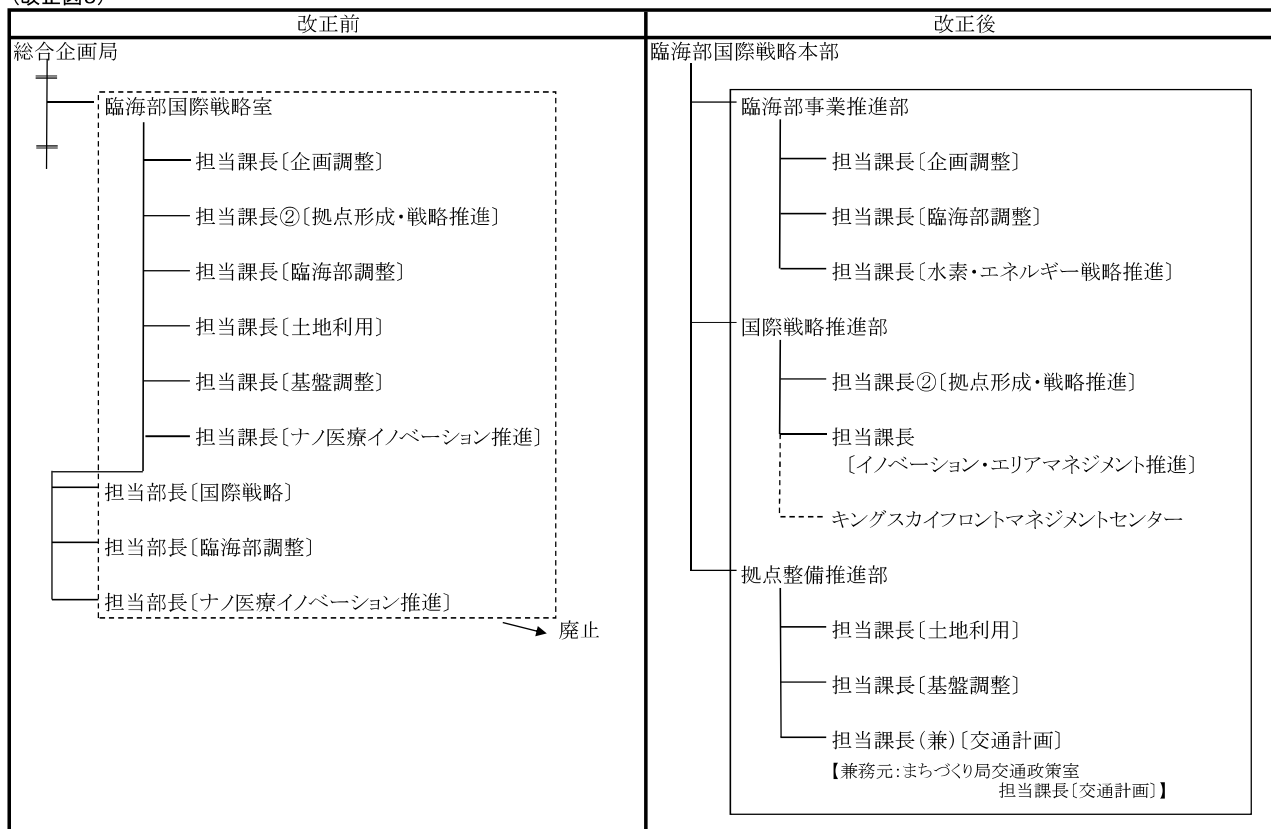 改正前
総合企画局
臨海部国際戦略室
担当課長〔企画調整〕
担当課長②〔拠点形成・戦略推進〕
担当課長〔臨海部調整〕
担当課長〔土地利用〕
担当課長〔基盤調整〕
担当課長〔ナノ医療イノベーション推進〕
担当部長〔国際戦略〕
担当部長〔臨海部調整〕
担当部長〔ナノ医療イノベーション推進〕
廃止
改正後
臨海部国際戦略本部
臨海部事業推進部
担当課長〔企画調整〕
担当課長〔臨海部調整〕
担当課長〔水素・エネルギー戦略推進〕
国際戦略推進部
担当課長②〔拠点形成・戦略推進〕
担当課長
〔イノベーション・エリアマネジメント推進〕
キングスカイフロントマネジメントセンター
拠点整備推進部
担当課長〔土地利用〕
担当課長〔基盤調整〕
担当課長(兼)〔交通計画〕
【兼務元:まちづくり局交通政策室
担当課長〔交通計画〕】